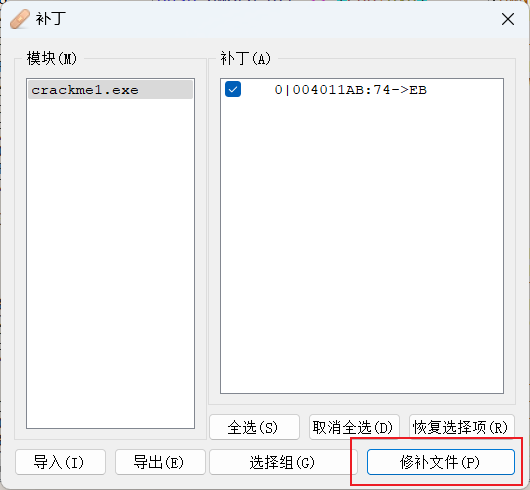 补丁
模块(M)
补丁(A)
crackme1.exe
0|004011AB:74->EB
全选(S)
取消全选(D)
恢复选择项(R)
导入(I)
导出(E)
选择组(G)
修补文件(P)